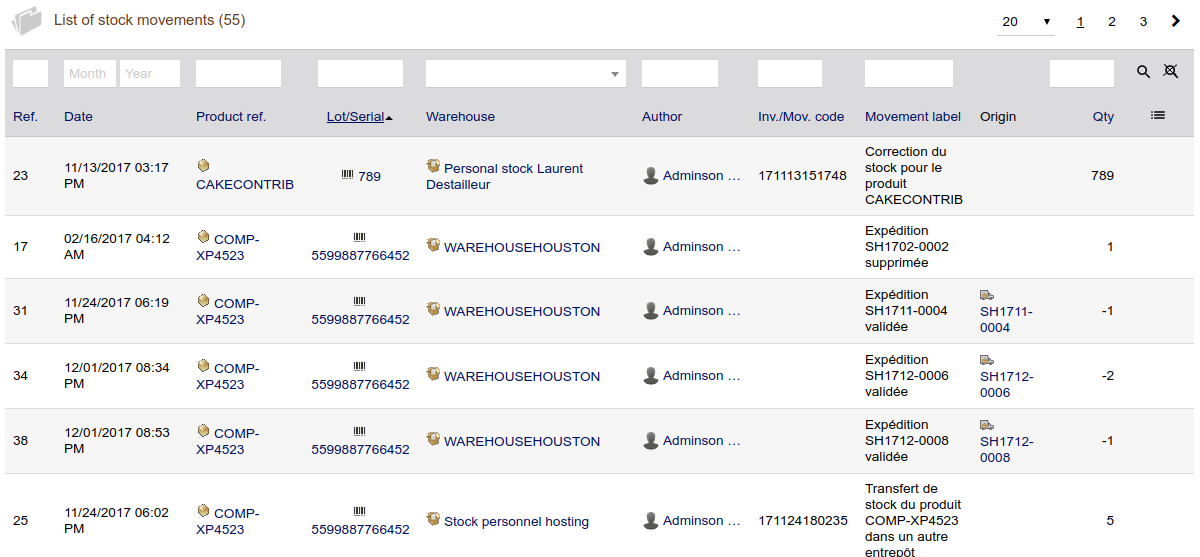 List of stock movements (55)
20 ▼ 1 2 3
Month Year
Ref. Date Product ref. Lot/Serial Warehouse Author Inv./Mov. code Movement label Origin Qty
23 11/13/2017 03:17 PM CAKECONTRIB 789 Personal stock Laurent Destailleur Adminson … 171113151748 Correction du stock pour le produit CAKECONTRIB 789
17 02/16/2017 04:12 AM COMP-XP4523 5599887766452 WAREHOUSEHOUSTON Adminson … Expédition SH1702-0002 supprimée 1
31 11/24/2017 06:19 PM COMP-XP4523 5599887766452 WAREHOUSEHOUSTON Adminson … Expédition SH1711-0004 validée SH1711-0004 -1
34 12/01/2017 08:34 PM COMP-XP4523 5599887766452 WAREHOUSEHOUSTON Adminson … Expédition SH1712-0006 validée SH1712-0006 -2
38 12/01/2017 08:53 PM COMP-XP4523 5599887766452 WAREHOUSEHOUSTON Adminson … Expédition SH1712-0008 validée SH1712-0008 -1
25 11/24/2017 06:02 PM COMP-XP4523 5599887766452 Stock personnel hosting Adminson … 171124180235 Transfert de stock du produit COMP-XP4523 dans un autre entrepôt 5